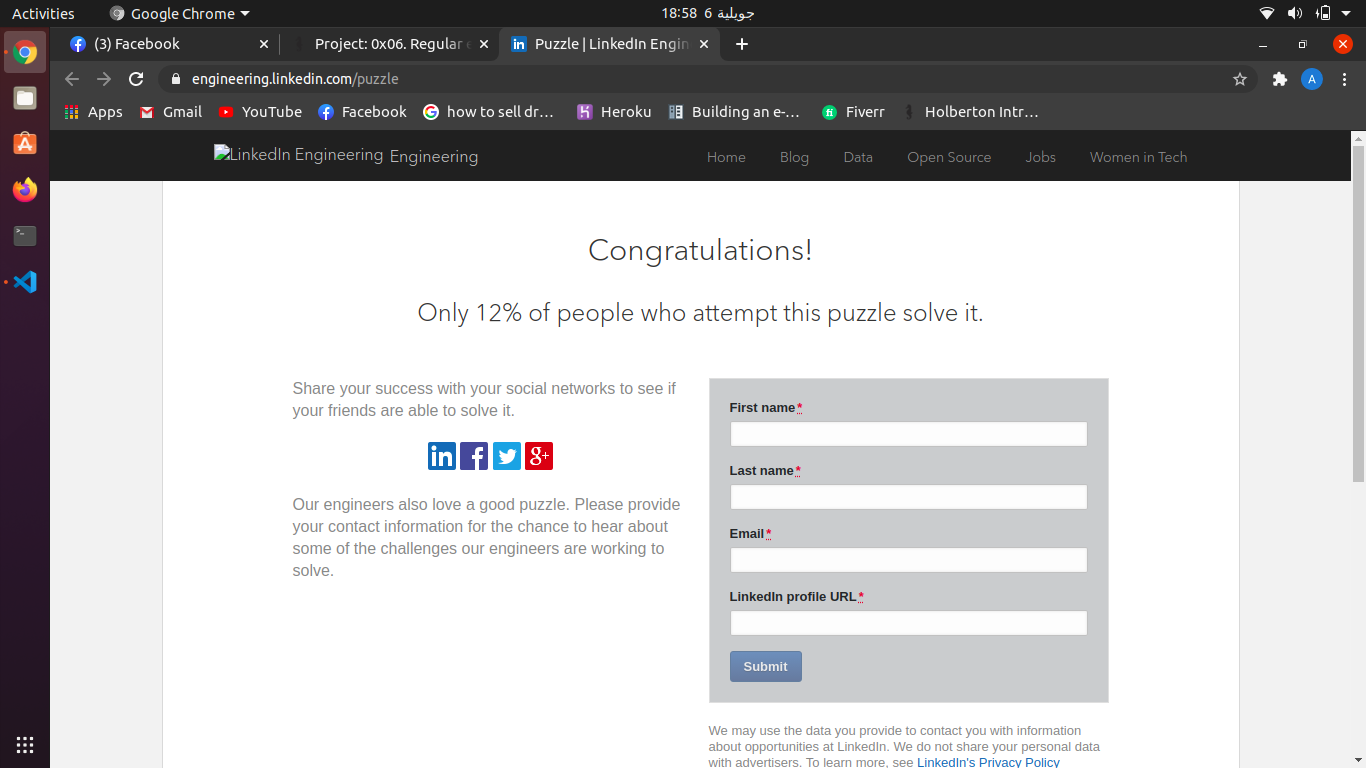 Activities
Google Chrome
18:58 6 جويلية
(3) Facebook
Project: 0x06. Regular e
Puzzle | LinkedIn Engin
engineering.linkedin.com/puzzle
A
Apps
Gmail
YouTube
Facebook
how to sell dr...
Heroku
Building an e-...
Fiverr
Holberton Intr...
LinkedIn Engineering Engineering
Home
Blog
Data
Open Source
Jobs
Women in Tech
Congratulations!
Only 12% of people who attempt this puzzle solve it.
Share your success with your social networks to see if
your friends are able to solve it.
Our engineers also love a good puzzle. Please provide
your contact information for the chance to hear about
some of the challenges our engineers are working to
solve.
First name*
Last name*
Email*
LinkedIn profile URL*
Submit
We may use the data you provide to contact you with information
about opportunities at LinkedIn. We do not share your personal data
with advertisers. To learn more, see LinkedIn's Privacy Policy